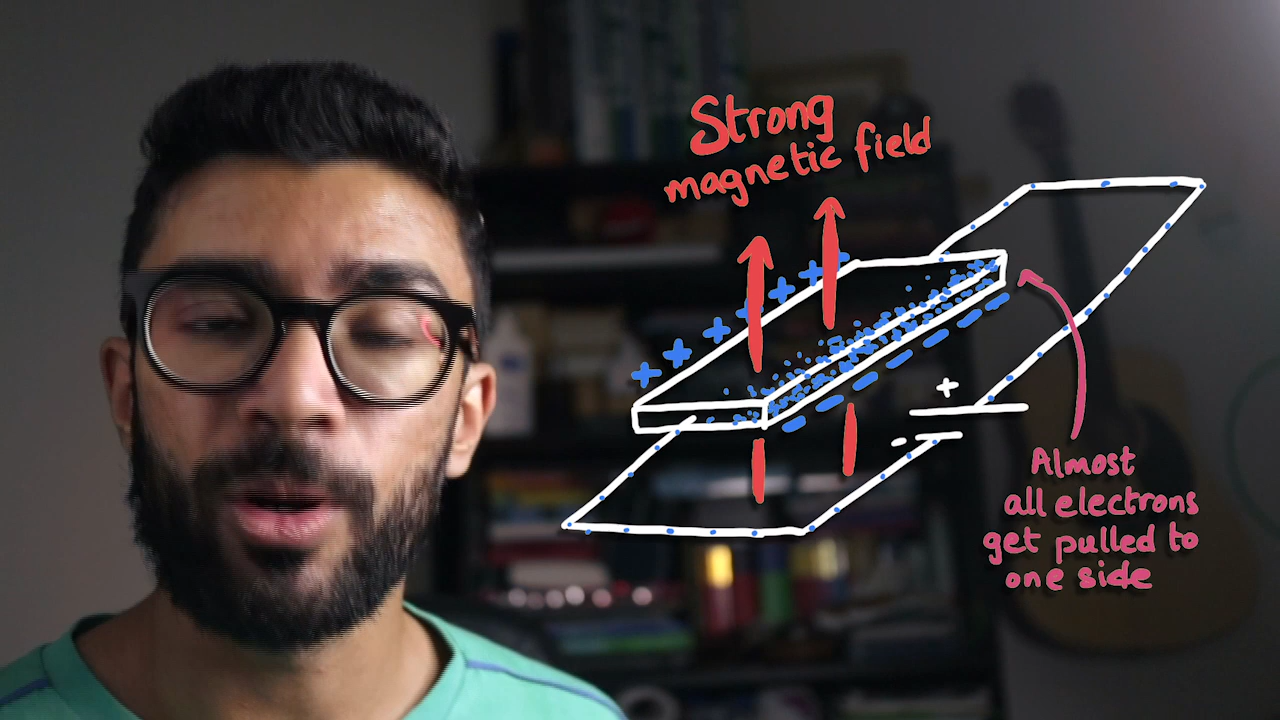 Strong
magnetic field
+
-
Almost
all electrons
get pulled to
one side